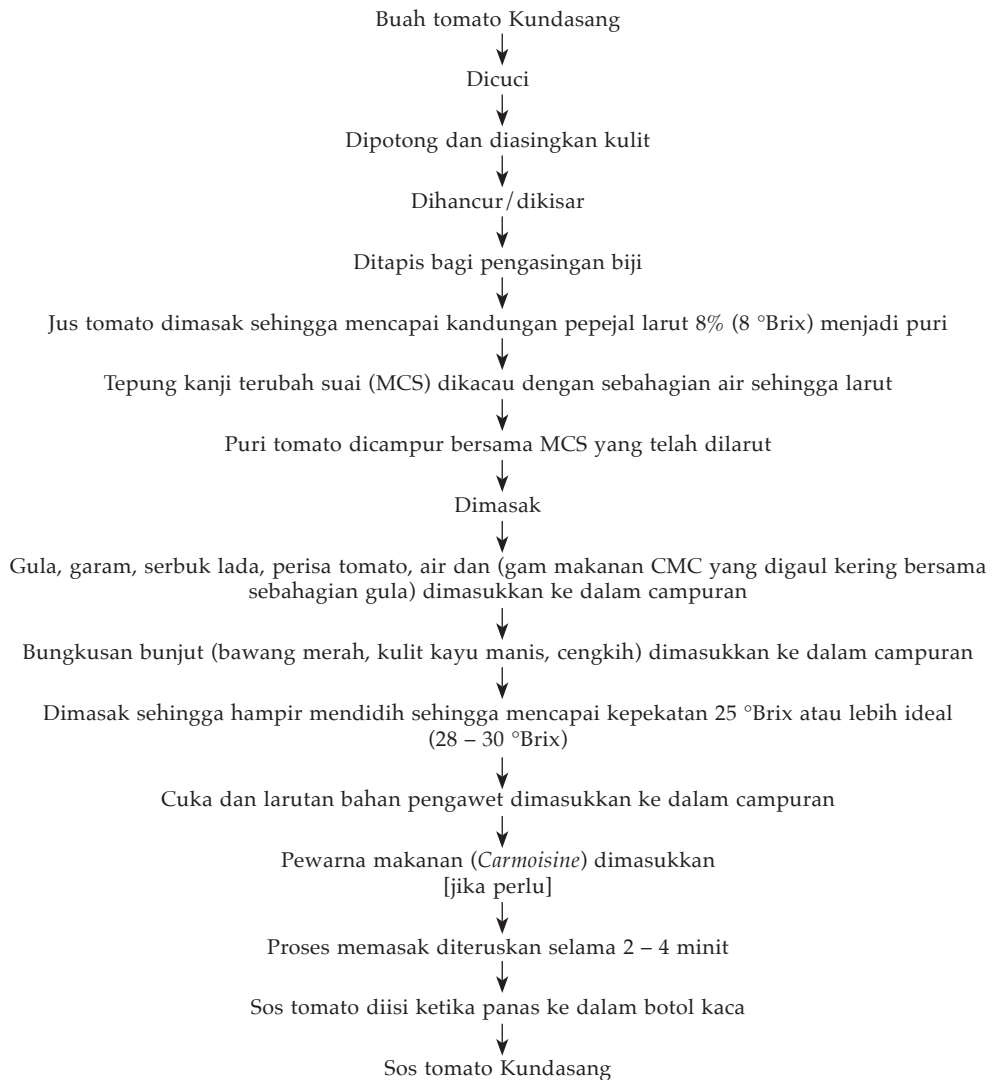 Buah tomato Kundasang
Dicuci
Dipotong dan diasingkan kulit
Dihancur/dikisar
Ditapis bagi pengasingan biji
Jus tomato dimasak sehingga mencapai kandungan pepejal larut 8% (8 °Brix) menjadi puri
Tepung kanji terubah suai (MCS) dikacau dengan sebahagian air sehingga larut
Puri tomato dicampur bersama MCS yang telah dilarut
Dimasak
Gula, garam, serbuk lada, perisa tomato, air dan (gam makanan CMC yang digaul kering bersama
sebahagian gula) dimasukkan ke dalam campuran
Bungkusan bunjut (bawang merah, kulit kayu manis, cengkih) dimasukkan ke dalam campuran
Dimasak sehingga hampir mendidih sehingga mencapai kepekatan 25 °Brix atau lebih ideal
(28 – 30 °Brix)
Cuka dan larutan bahan pengawet dimasukkan ke dalam campuran
Pewarna makanan (Carmoisine) dimasukkan
[jika perlu]
Proses memasak diteruskan selama 2 – 4 minit
Sos tomato diisi ketika panas ke dalam botol kaca
Sos tomato Kundasang